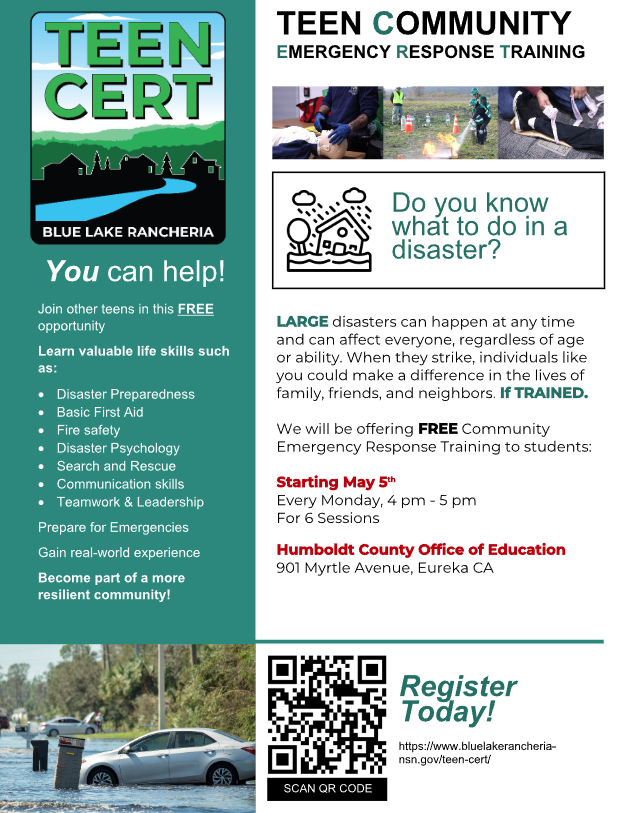 TEEN
CERT
BLUE LAKE RANCHERIA
You can help!
Join other teens in this FREE
opportunity
Learn valuable life skills such
as:
• Disaster Preparedness
• Basic First Aid
• Fire safety
• Disaster Psychology
• Search and Rescue
• Communication skills
• Teamwork & Leadership
Prepare for Emergencies
Gain real-world experience
Become part of a more
resilient community!
TEEN COMMUNITY
EMERGENCY RESPONSE TRAINING
Do you know
what to do in a
disaster?
LARGE disasters can happen at any time
and can affect everyone, regardless of age
or ability. When they strike, individuals like
you could make a difference in the lives of
family, friends, and neighbors. If TRAINED.
We will be offering FREE Community
Emergency Response Training to students:
Starting May 5th
Every Monday, 4 pm - 5 pm
For 6 Sessions
Humboldt County Office of Education
901 Myrtle Avenue, Eureka CA
SCAN QR CODE
Register
Today!
https://www.bluelakerancheria-
nsn.gov/teen-cert/